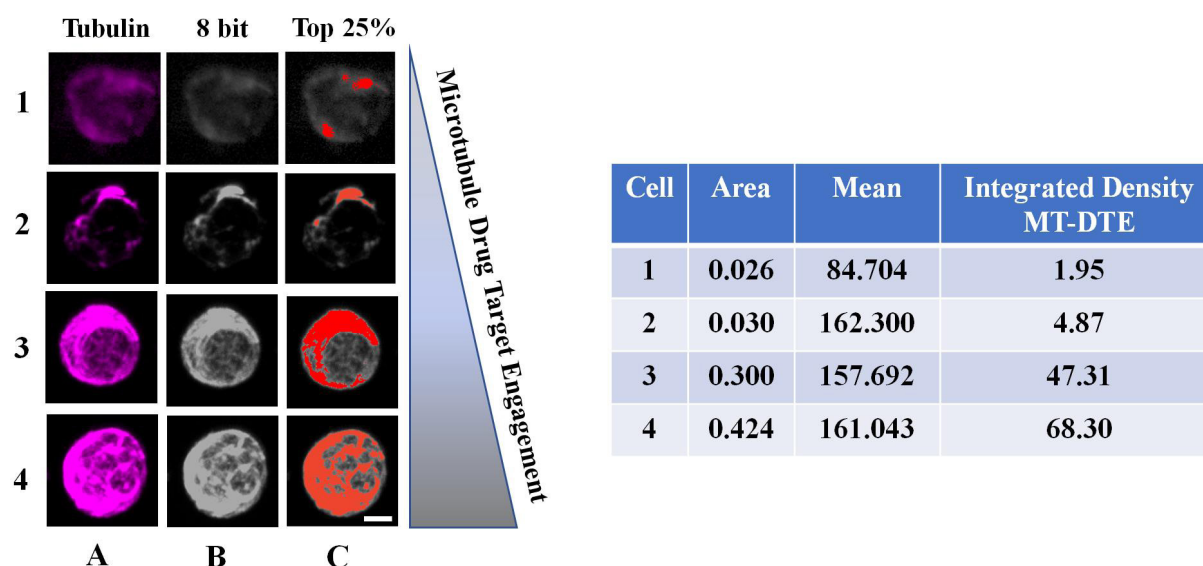 Tubulin 8 bit Top 25%
1
2
3
4
A B C
Microtubule Drug Target Engagement
Cell Area Mean Integrated Density MT-DTE
1 0.026 84.704 1.95
2 0.030 162.300 4.87
3 0.300 157.692 47.31
4 0.424 161.043 68.30